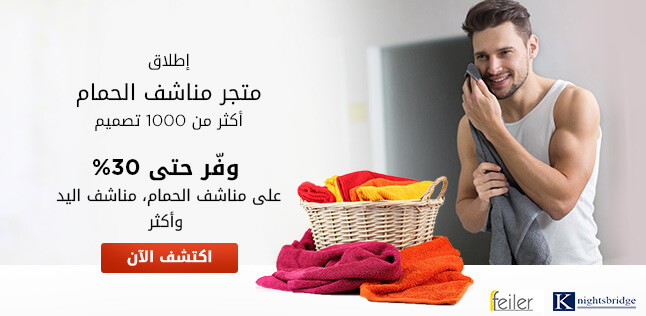 إطلاق
متجر مناشف الحمام
أكثر من 1000 تصميم
وفّر حتى 30%
على مناشف الحمام، مناشف اليد
وأكثر
اكتشف الآن
feiler
Knightsbridge